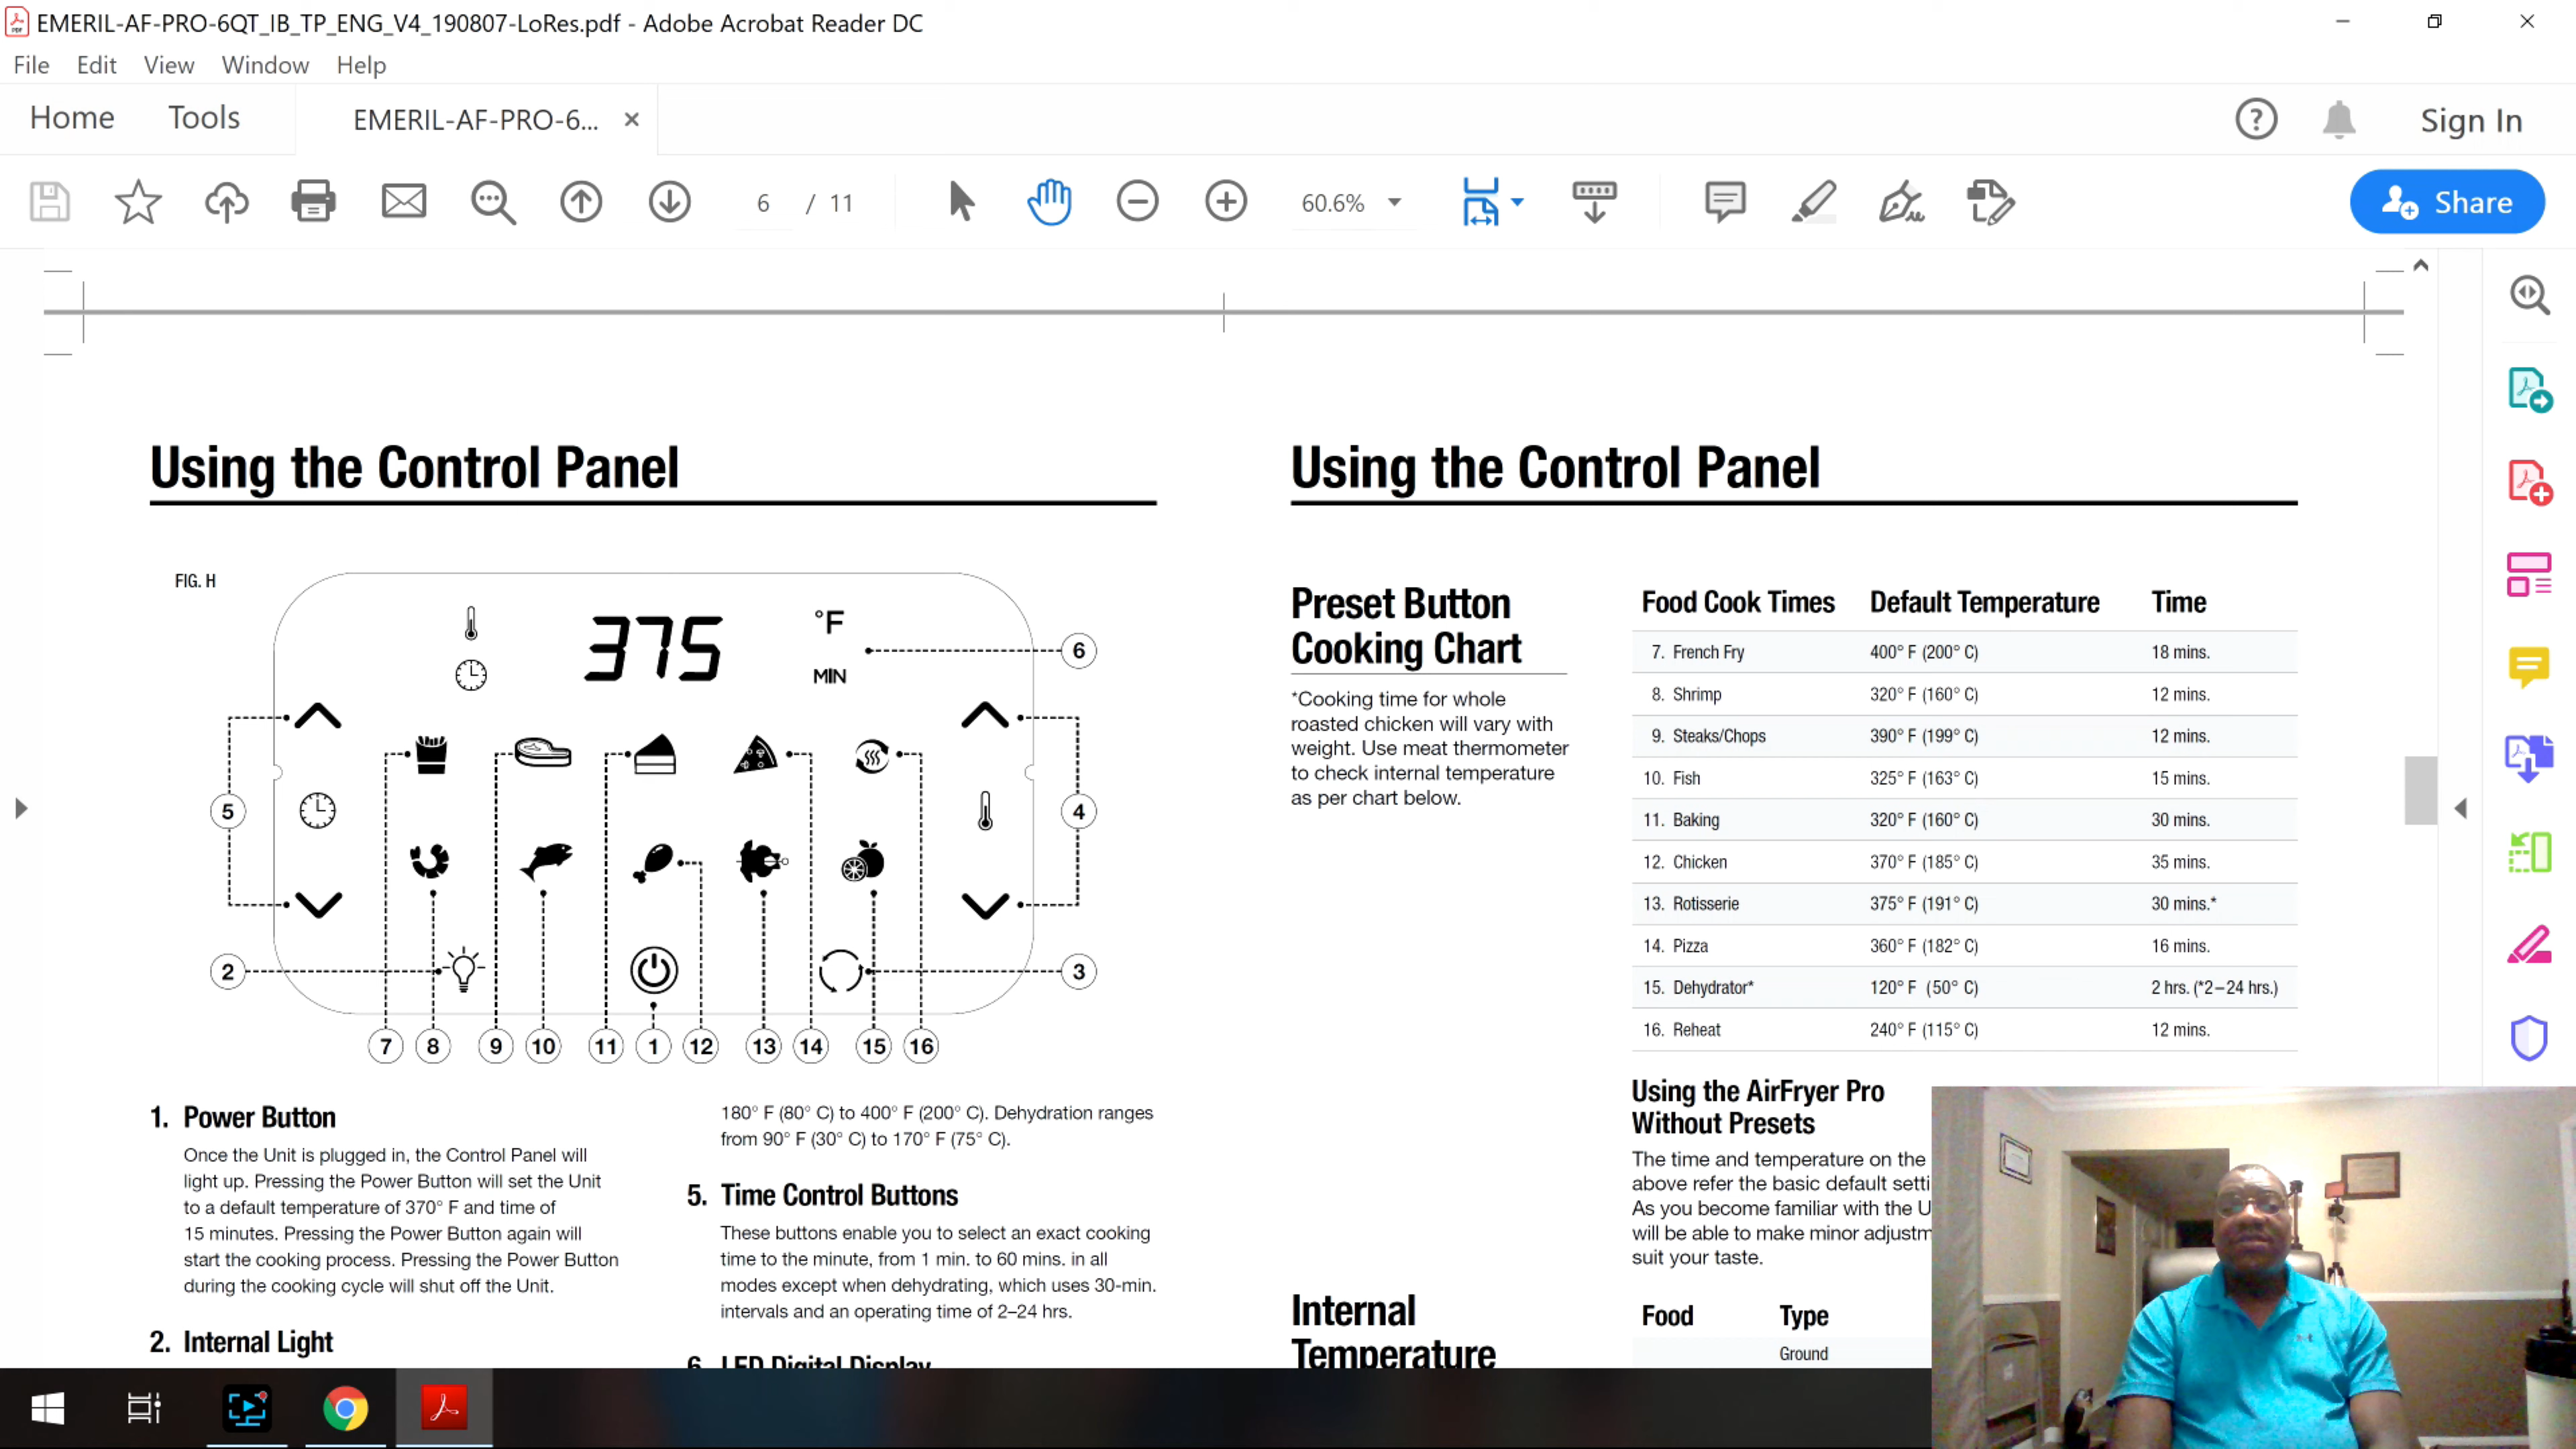 EMERIL-AF-PRO-6QT_IB_TP_ENG_V4_190807-LoRes.pdf - Adobe Acrobat Reader DC
File Edit View Window Help
Home Tools EMERIL-AF-PRO-6... Sign In
6 / 11 60.6% Share
Using the Control Panel
FIG. H
375 °F
MIN
6
5
4
2
3
7 8 9 10 11 1 12 13 14 15 16
1. Power Button
Once the Unit is plugged in, the Control Panel will
light up. Pressing the Power Button will set the Unit
to a default temperature of 370° F and time of
15 minutes. Pressing the Power Button again will
start the cooking process. Pressing the Power Button
during the cooking cycle will shut off the Unit.
2. Internal Light
180° F (80° C) to 400° F (200° C). Dehydration ranges
from 90° F (30° C) to 170° F (75° C).
5. Time Control Buttons
These buttons enable you to select an exact cooking
time to the minute, from 1 min. to 60 mins. in all
modes except when dehydrating, which uses 30-min.
intervals and an operating time of 2–24 hrs.
6. LED Digital Display
Using the Control Panel
Preset Button
Cooking Chart
*Cooking time for whole
roasted chicken will vary with
weight. Use meat thermometer
to check internal temperature
as per chart below.
Food Cook Times Default Temperature Time
7. French Fry 400° F (200° C) 18 mins.
8. Shrimp 320° F (160° C) 12 mins.
9. Steaks/Chops 390° F (199° C) 12 mins.
10. Fish 325° F (163° C) 15 mins.
11. Baking 320° F (160° C) 30 mins.
12. Chicken 370° F (185° C) 35 mins.
13. Rotisserie 375° F (191° C) 30 mins.*
14. Pizza 360° F (182° C) 16 mins.
15. Dehydrator* 120° F (50° C) 2 hrs. (*2–24 hrs.)
16. Reheat 240° F (115° C) 12 mins.
Using the AirFryer Pro
Without Presets
The time and temperature on the
above refer the basic default setti
As you become familiar with the U
will be able to make minor adjustm
suit your taste.
Internal
Temperature
Food Type
Ground